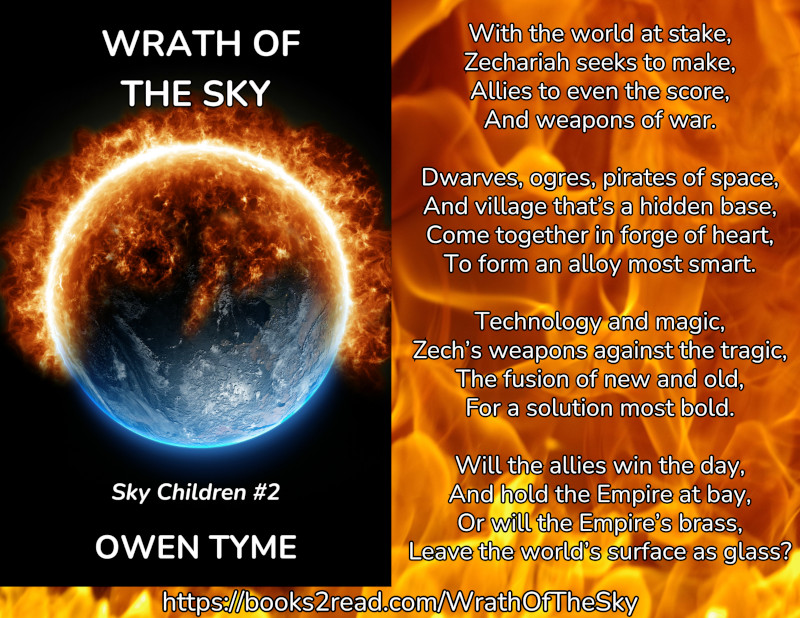 WRATH OF
THE SKY
Sky Children #2
OWEN TYME
With the world at stake,
Zechariah seeks to make,
Allies to even the score,
And weapons of war.
Dwarves, ogres, pirates of space,
And village that's a hidden base,
Come together in forge of heart,
To form an alloy most smart.
Technology and magic,
Zech's weapons against the tragic,
The fusion of new and old,
For a solution most bold.
Will the allies win the day,
And hold the Empire at bay,
Or will the Empire's brass,
Leave the world's surface as glass?
https://books2read.com/WrathOfTheSky